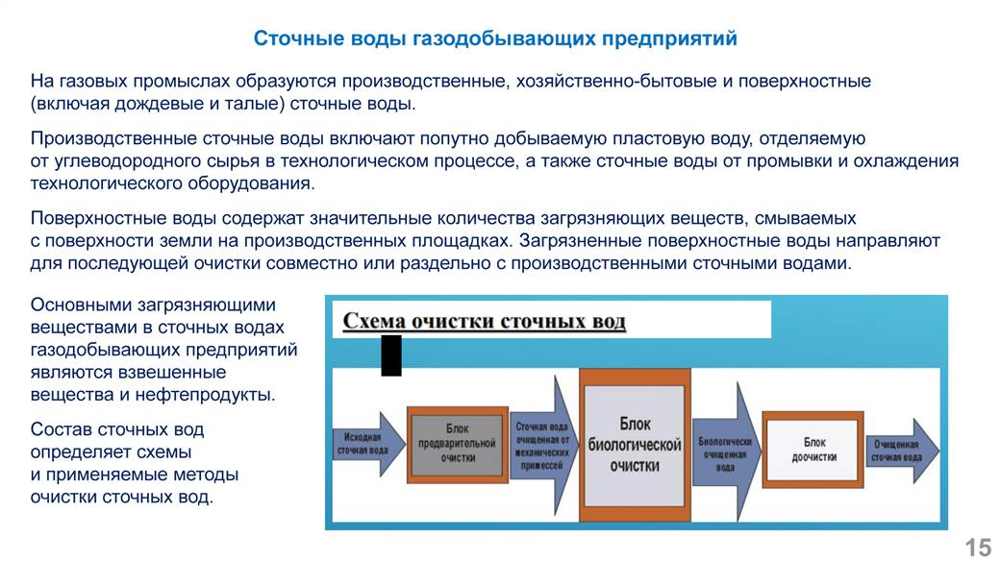 Сточные воды газодобывающих предприятий
На газовых промыслах образуются производственные, хозяйственно-бытовые и поверхностные
(включая дождевые и талые) сточные воды.
Производственные сточные воды включают попутно добываемую пластовую воду, отделяемую
от углеводородного сырья в технологическом процессе, а также сточные воды от промывки и охлаждения
технологического оборудования.
Поверхностные воды содержат значительные количества загрязняющих веществ, смываемых
с поверхности земли на производственных площадках. Загрязненные поверхностные воды направляют
для последующей очистки совместно или раздельно с производственными сточными водами.
Основными загрязняющими
веществами в сточных водах
газодобывающих предприятий
являются взвешенные
вещества и нефтепродукты.
Состав сточных вод
определяет схемы
и применяемые методы
очистки сточных вод.
Схема очистки сточных вод
Исходная
сточная вода
Блок
предварительной
очистки
Сточная вода
очищенная от
механических
примессей
Блок
биологической
очистки
Биологически
очищенная
вода
Блок
доочистки
Очищенная
сточная вода
15